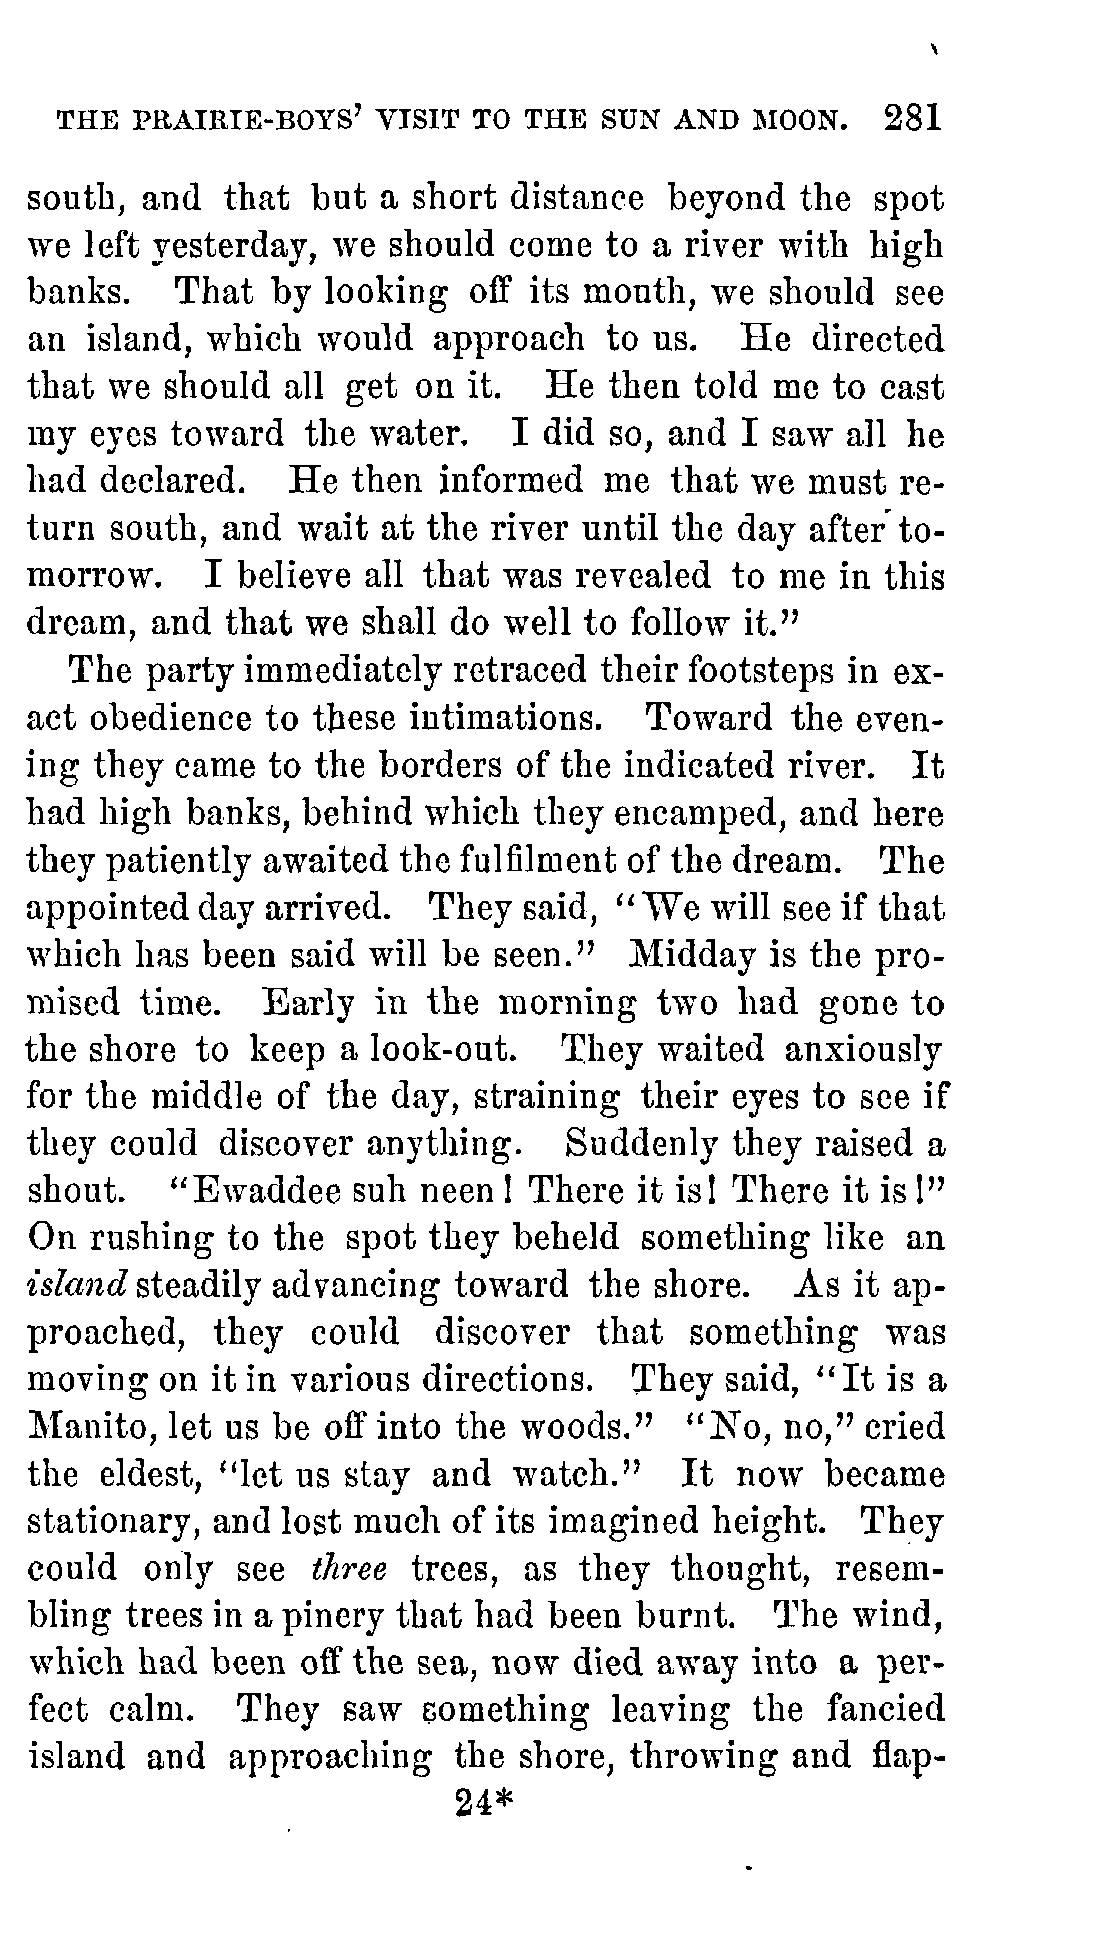 THE PRAIRIE-BOYS' VISIT TO THE SUN AND MOON. 281
south, and that but a short distance beyond the spot
we left yesterday, we should come to a river with high
banks. That by looking off its mouth, we should see
an island, which would approach to us. He directed
that we should all get on it. He then told me to cast
my eyes toward the water. I did so, and I saw all he
had declared. He then informed me that we must re-
turn south, and wait at the river until the day after to-
morrow. I believe all that was revealed to me in this
dream, and that we shall do well to follow it."
The party immediately retraced their footsteps in ex-
act obedience to these intimations. Toward the even-
ing they came to the borders of the indicated river. It
had high banks, behind which they encamped, and here
they patiently awaited the fulfilment of the dream. The
appointed day arrived. They said, "We will see if that
which has been said will be seen." Midday is the pro-
mised time. Early in the morning two had gone to
the shore to keep a look-out. They waited anxiously
for the middle of the day, straining their eyes to see if
they could discover anything. Suddenly they raised a
shout. "Ewaddee suh neen! There it is! There it is!"
On rushing to the spot they beheld something like an
island steadily advancing toward the shore. As it ap-
proached, they could discover that something was
moving on it in various directions. They said, "It is a
Manito, let us be off into the woods." "No, no," cried
the eldest, "let us stay and watch." It now became
stationary, and lost much of its imagined height. They
could only see three trees, as they thought, resem-
bling trees in a pinery that had been burnt. The wind,
which had been off the sea, now died away into a per-
fect calm. They saw something leaving the fancied
island and approaching the shore, throwing and flap-
24*